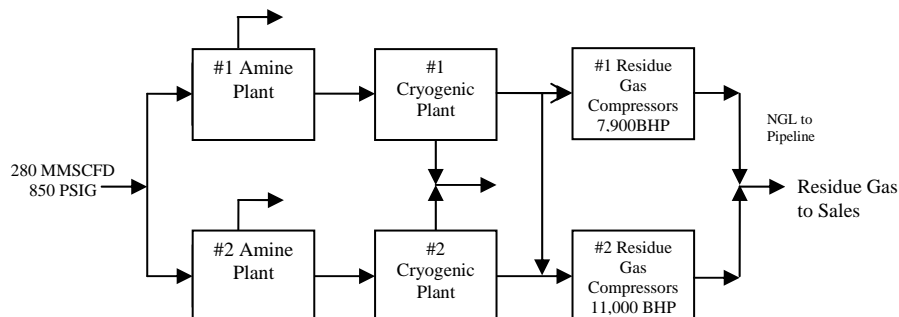 #1 Amine
Plant
#1
Cryogenic
Plant
#1 Residue
Gas
Compressors
7,900BHP
NGL to
Pipeline
280 MMSCFD
850 PSIG
Residue Gas
to Sales
#2 Amine
Plant
#2
Cryogenic
Plant
#2 Residue
Gas
Compressors
11,000 BHP